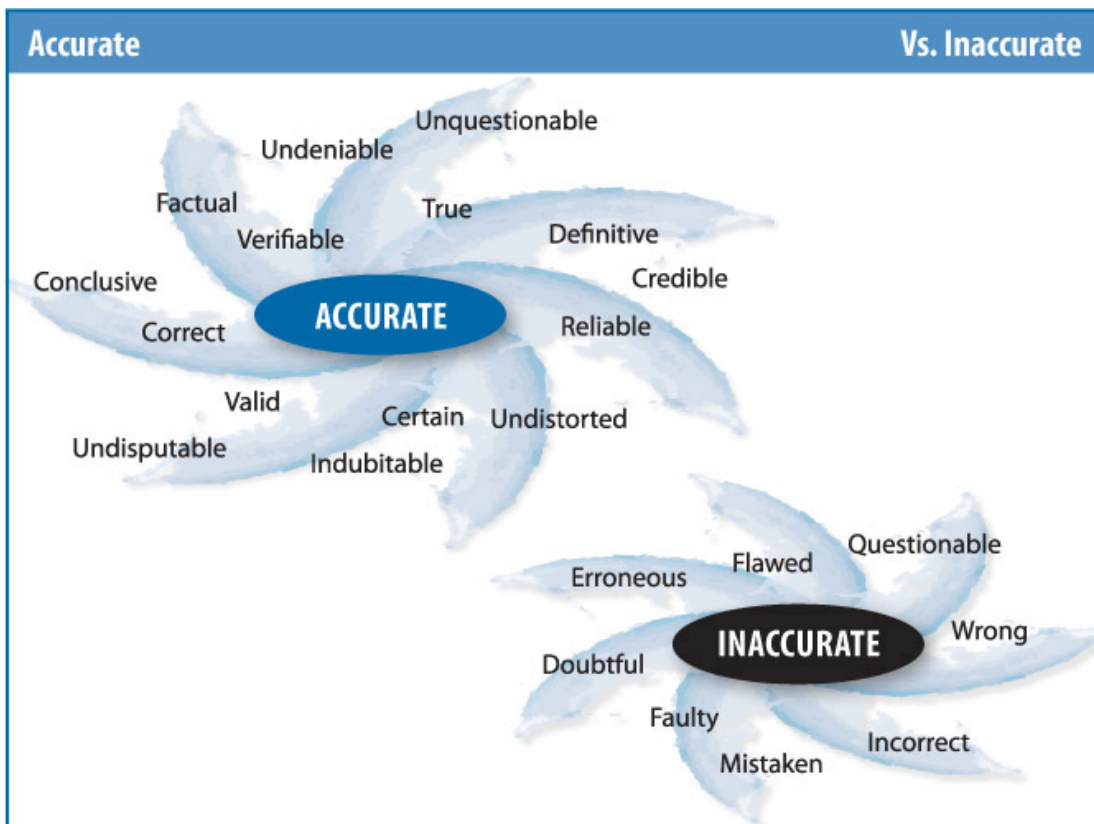 Accurate
Vs. Inaccurate
Unquestionable
Undeniable
Factual
True
Verifiable
Definitive
Conclusive
Credible
ACCURATE
Correct
Reliable
Valid
Certain
Undistorted
Undisputable
Indubitable
Questionable
Flawed
Erroneous
Wrong
INACCURATE
Doubtful
Faulty
Incorrect
Mistaken